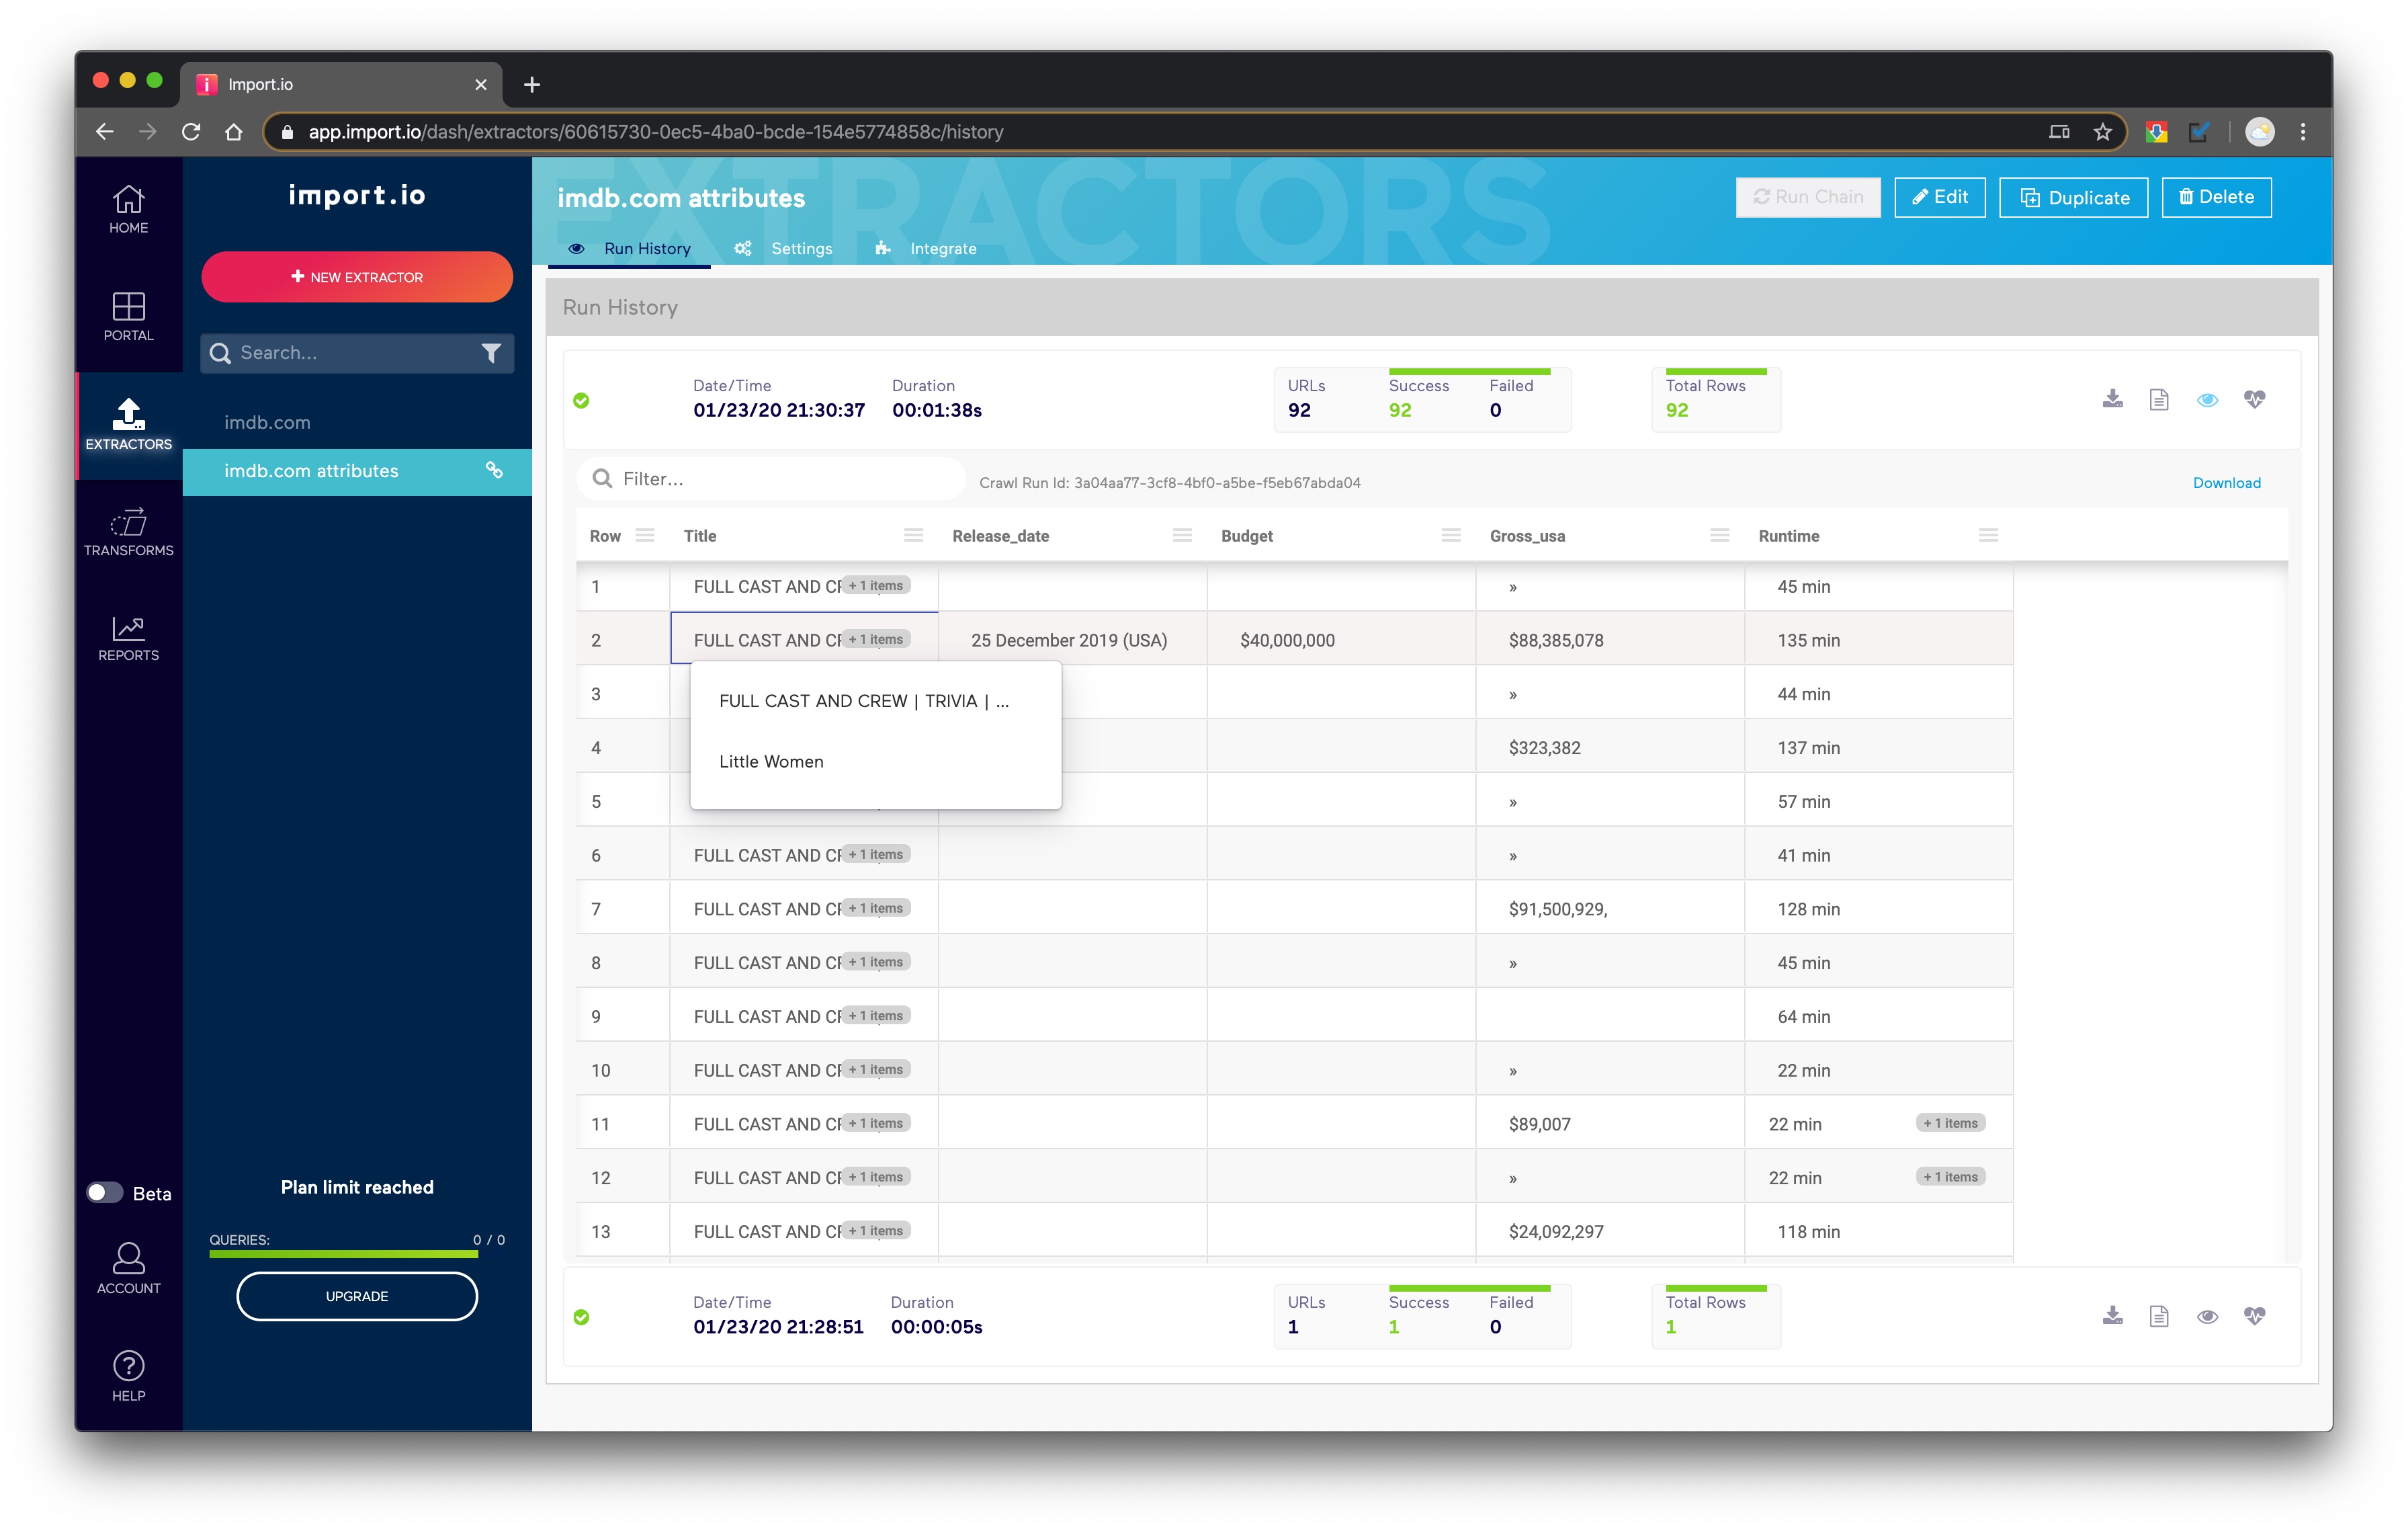 Import.io
app.import.io/dash/extractors/60615730-0ec5-4ba0-bcde-154e5774858c/history
HOME
PORTAL
EXTRACTORS
TRANSFORMS
REPORTS
Beta
ACCOUNT
HELP
import.io
+ NEW EXTRACTOR
Search...
imdb.com
imdb.com attributes
Plan limit reached
QUERIES: 0 / 0
UPGRADE
EXTRACTORS
imdb.com attributes
Run Chain Edit Duplicate Delete
Run History Settings Integrate
Run History
Date/Time Duration URLs Success Failed Total Rows
01/23/20 21:30:37 00:01:38s 92 92 0 92
Filter...
Crawl Run Id: 3a04aa77-3cf8-4bf0-a5be-f5eb67abda04
Download
Row Title Release_date Budget Gross_usa Runtime
1 FULL CAST AND CR + 1 items » 45 min
2 FULL CAST AND CR + 1 items 25 December 2019 (USA) $40,000,000 $88,385,078 135 min
FULL CAST AND CREW | TRIVIA | ...
Little Women
3 » 44 min
4 $323,382 137 min
5 » 57 min
6 FULL CAST AND CR + 1 items » 41 min
7 FULL CAST AND CR + 1 items $91,500,929, 128 min
8 FULL CAST AND CR + 1 items » 45 min
9 FULL CAST AND CR + 1 items 64 min
10 FULL CAST AND CR + 1 items » 22 min
11 FULL CAST AND CR + 1 items $89,007 22 min + 1 items
12 FULL CAST AND CR + 1 items » 22 min + 1 items
13 FULL CAST AND CR + 1 items $24,092,297 118 min
Date/Time Duration URLs Success Failed Total Rows
01/23/20 21:28:51 00:00:05s 1 1 0 1